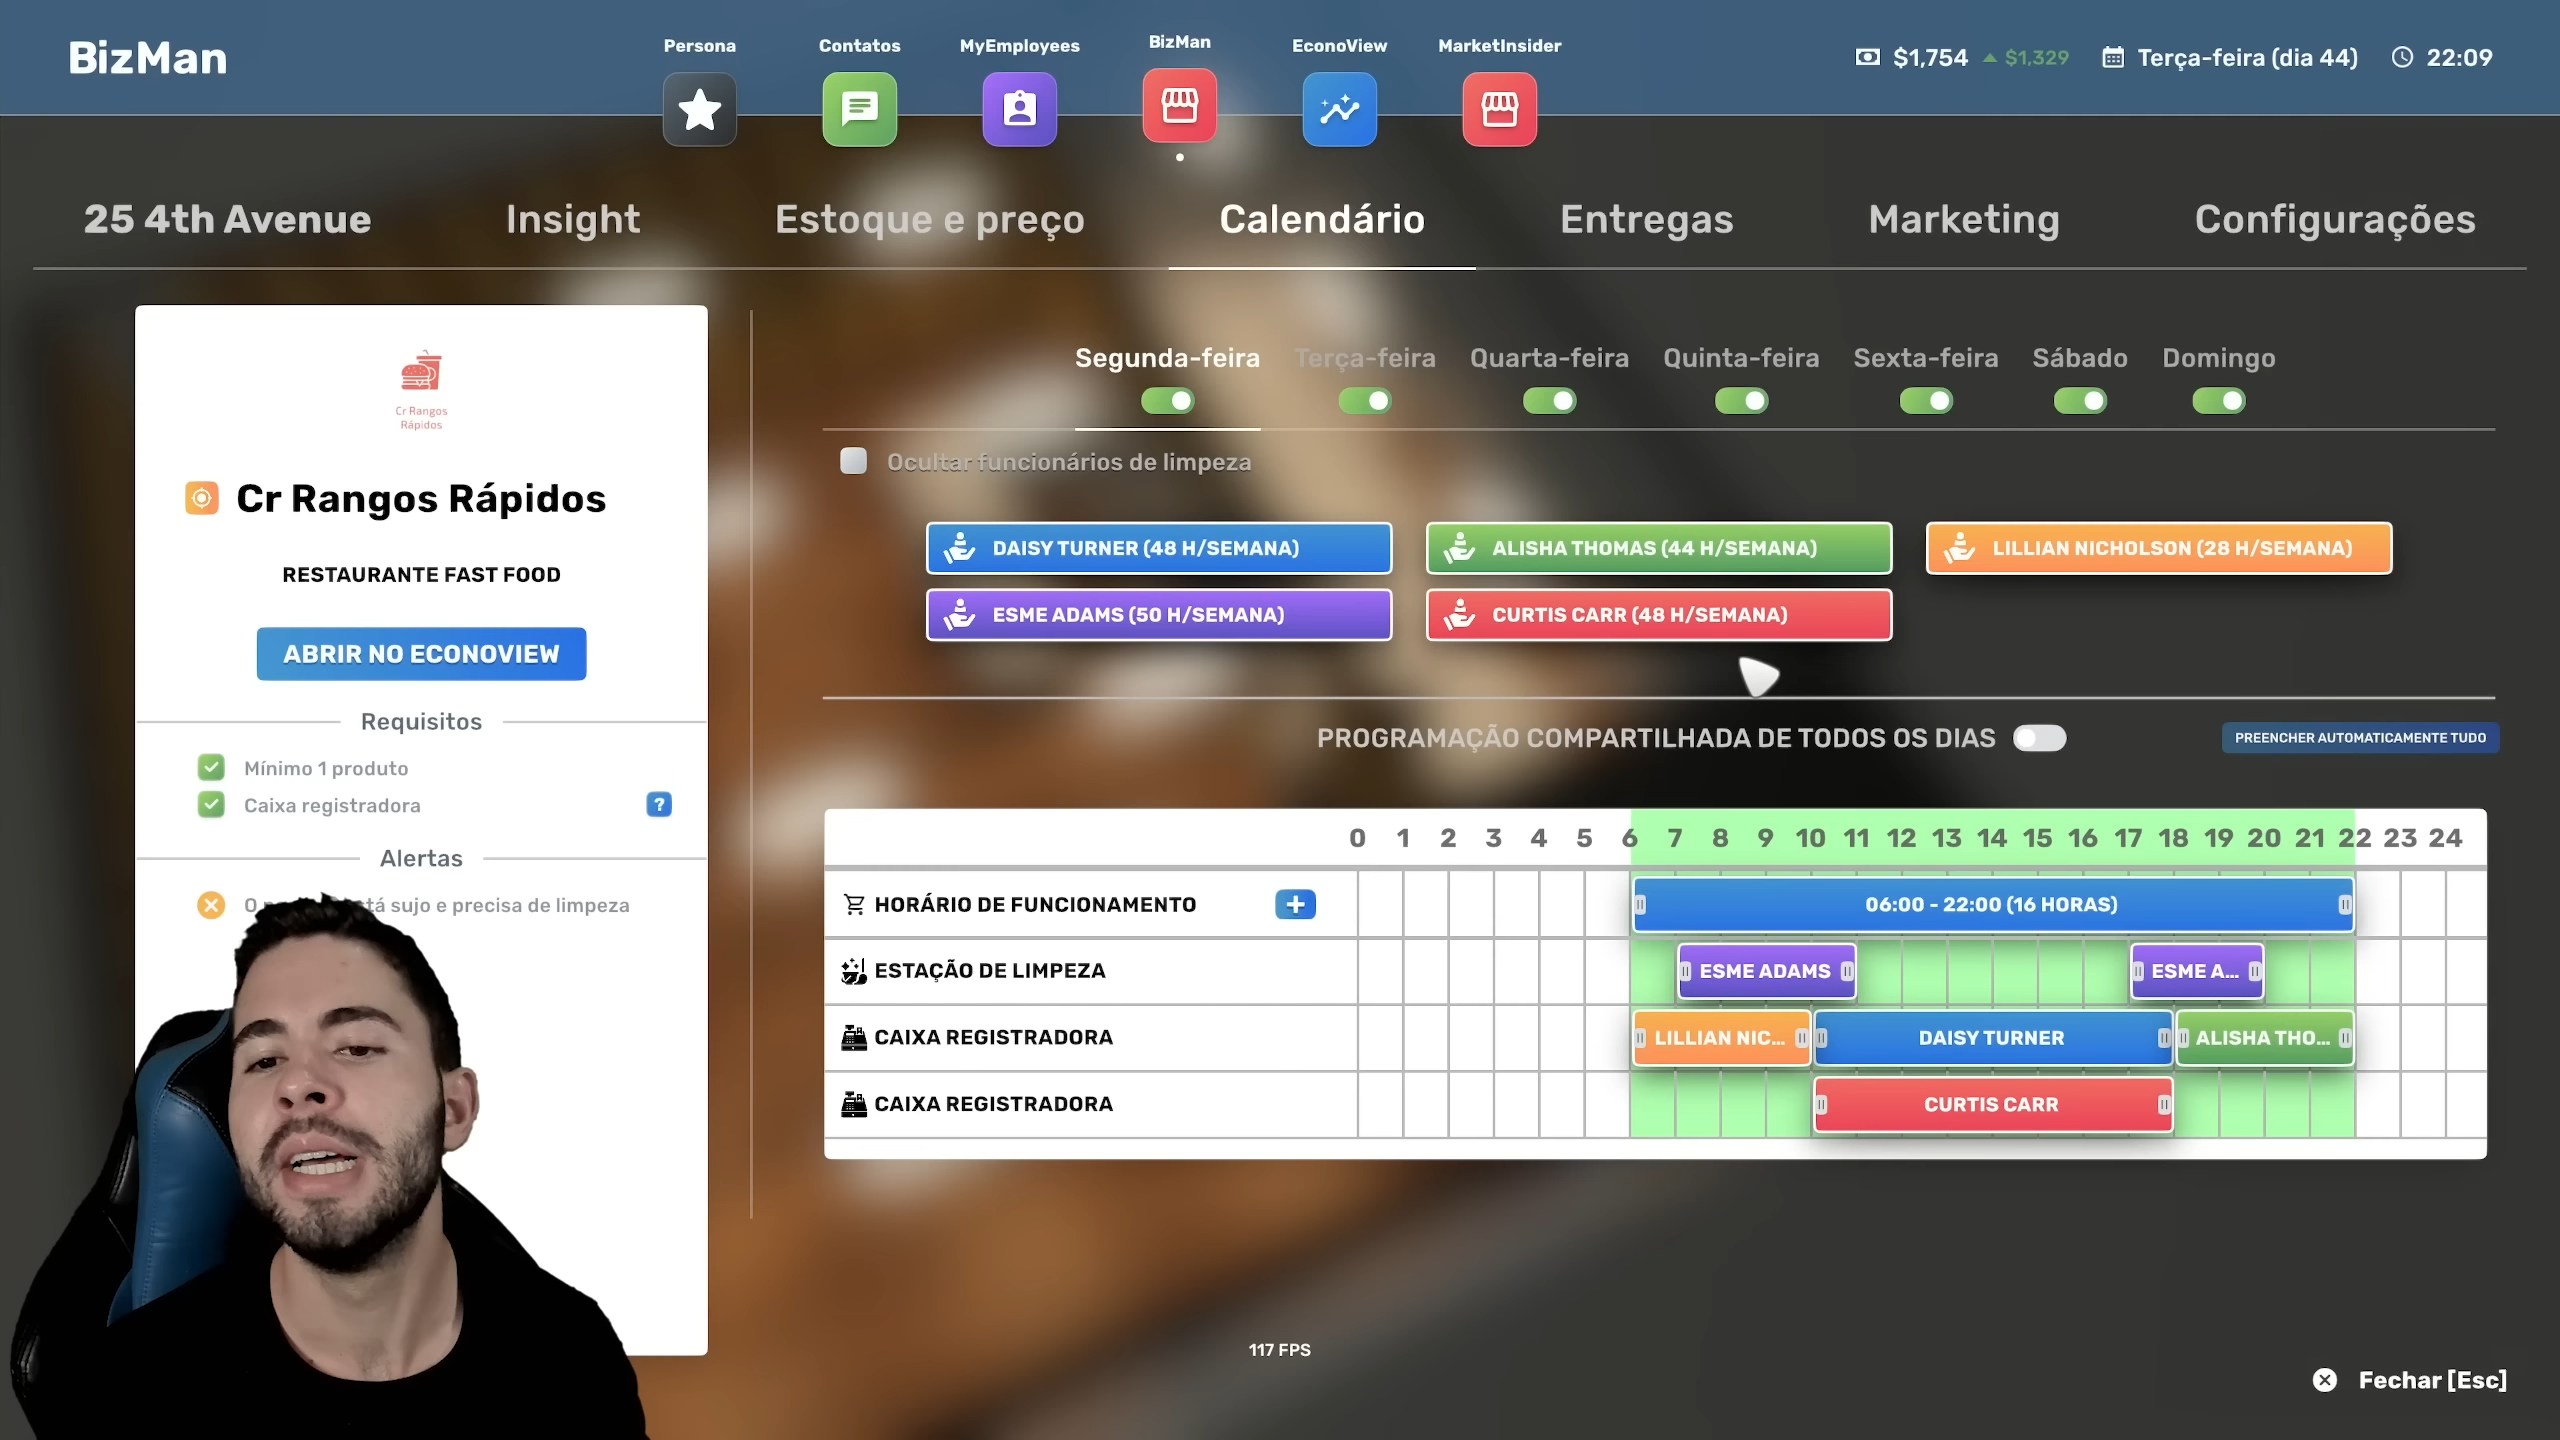 BizMan
Persona
Contatos
MyEmployees
BizMan
EconoView
MarketInsider
$1,754
$1,329
Terça-feira (dia 44)
22:09
25 4th Avenue
Insight
Estoque e preço
Calendário
Entregas
Marketing
Configurações
Cr Rangos
Rápidos
Cr Rangos Rápidos
RESTAURANTE FAST FOOD
ABRIR NO ECONOVIEW
Requisitos
Mínimo 1 produto
Caixa registradora
?
Alertas
O
sujo e precisa de limpeza
Segunda-feira
Terça-feira
Quarta-feira
Quinta-feira
Sexta-feira
Sábado
Domingo
Ocultar funcionários de limpeza
DAISY TURNER (48 H/SEMANA)
ALISHA THOMAS (44 H/SEMANA)
LILLIAN NICHOLSON (28 H/SEMANA)
ESME ADAMS (50 H/SEMANA)
CURTIS CARR (48 H/SEMANA)
PROGRAMAÇÃO COMPARTILHADA DE TODOS OS DIAS
PREENCHER AUTOMATICAMENTE TUDO
0 1 2 3 4 5 6 7 8 9 10 11 12 13 14 15 16 17 18 19 20 21 22 23 24
HORÁRIO DE FUNCIONAMENTO
06:00 - 22:00 (16 HORAS)
ESTAÇÃO DE LIMPEZA
ESME ADAMS
ESME A...
CAIXA REGISTRADORA
LILLIAN NIC...
DAISY TURNER
ALISHA THO...
CAIXA REGISTRADORA
CURTIS CARR
117 FPS
Fechar [Esc]